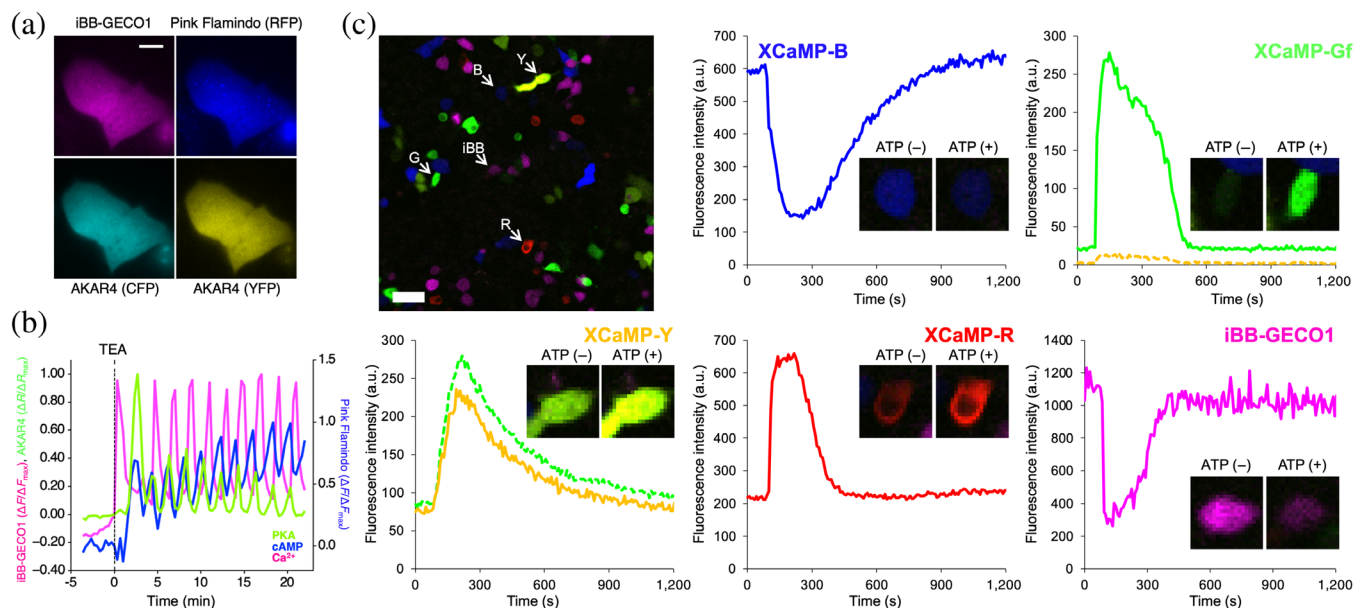 (a)
iBB-GECO1 Pink Flamindo (RFP)
AKAR4 (CFP) AKAR4 (YFP)
(b)
TEA
iBB-GECO1 (ΔF/ΔFmax), AKAR4 (ΔR/ΔRmax)
1.00
0.80
0.60
0.40
0.20
0.00
−0.20
−0.40
Pink Flamindo (ΔF/ΔFmax)
1.5
1.0
0.5
0.0
PKA
cAMP
Ca2+
-5 0 5 10 15 20
Time (min)
(c)
B
Y
G
iBB
R
XCaMP-B
Fluorescence intensity (a.u.)
700
600
500
400
300
200
100
0
ATP (−) ATP (+)
0 300 600 900 1,200
Time (s)
XCaMP-Gf
Fluorescence intensity (a.u.)
300
250
200
150
100
50
0
ATP (−) ATP (+)
0 300 600 900 1,200
Time (s)
XCaMP-Y
Fluorescence intensity (a.u.)
300
250
200
150
100
50
0
ATP (−) ATP (+)
0 300 600 900 1,200
Time (s)
XCaMP-R
Fluorescence intensity (a.u.)
700
600
500
400
300
200
100
0
ATP (−) ATP (+)
0 300 600 900 1,200
Time (s)
iBB-GECO1
Fluorescence intensity (a.u.)
1400
1200
1000
800
600
400
200
0
ATP (−) ATP (+)
0 300 600 900 1,200
Time (s)